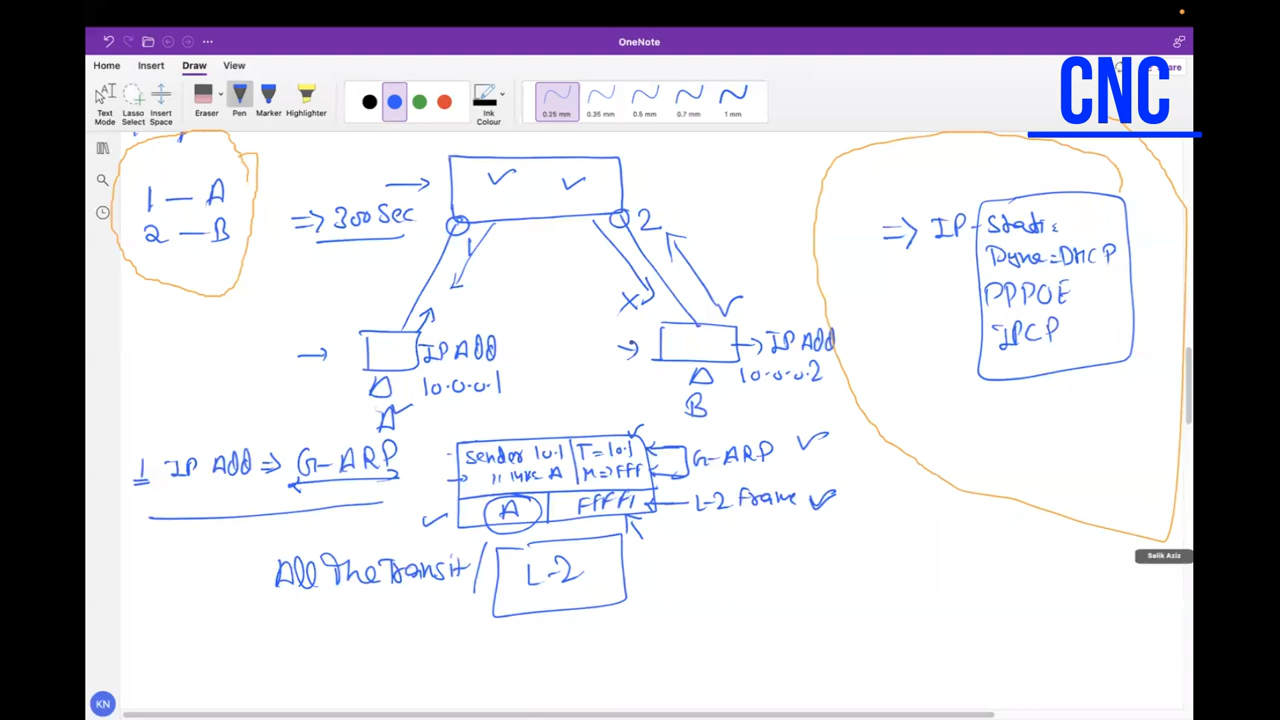 OneNote
Home Insert Draw View
CNC
Text Mode
Lasso Select
Insert Space
Eraser
Pen
Marker
Highlighter
Ink Colour
0.25 mm
0.35 mm
0.5 mm
0.7 mm
1 mm
1 — A
2 — B
=> 300 Sec
1
2
IP Add
10.0.0.1
A
IP Add
10.0.0.2
B
=> IP - Static
Dyna = DHCP
PPPOE
IPCP
1 IP Add => G-ARP
Sender 10.1 T = 10.1
A M => FFF
G-ARP
A FFFF
L-2 Frame
All The Transit/ L-2
Salik Aziz
KN